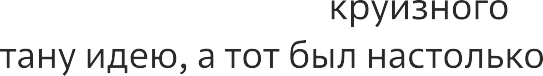 круизного
тану идею, а тот был настолько